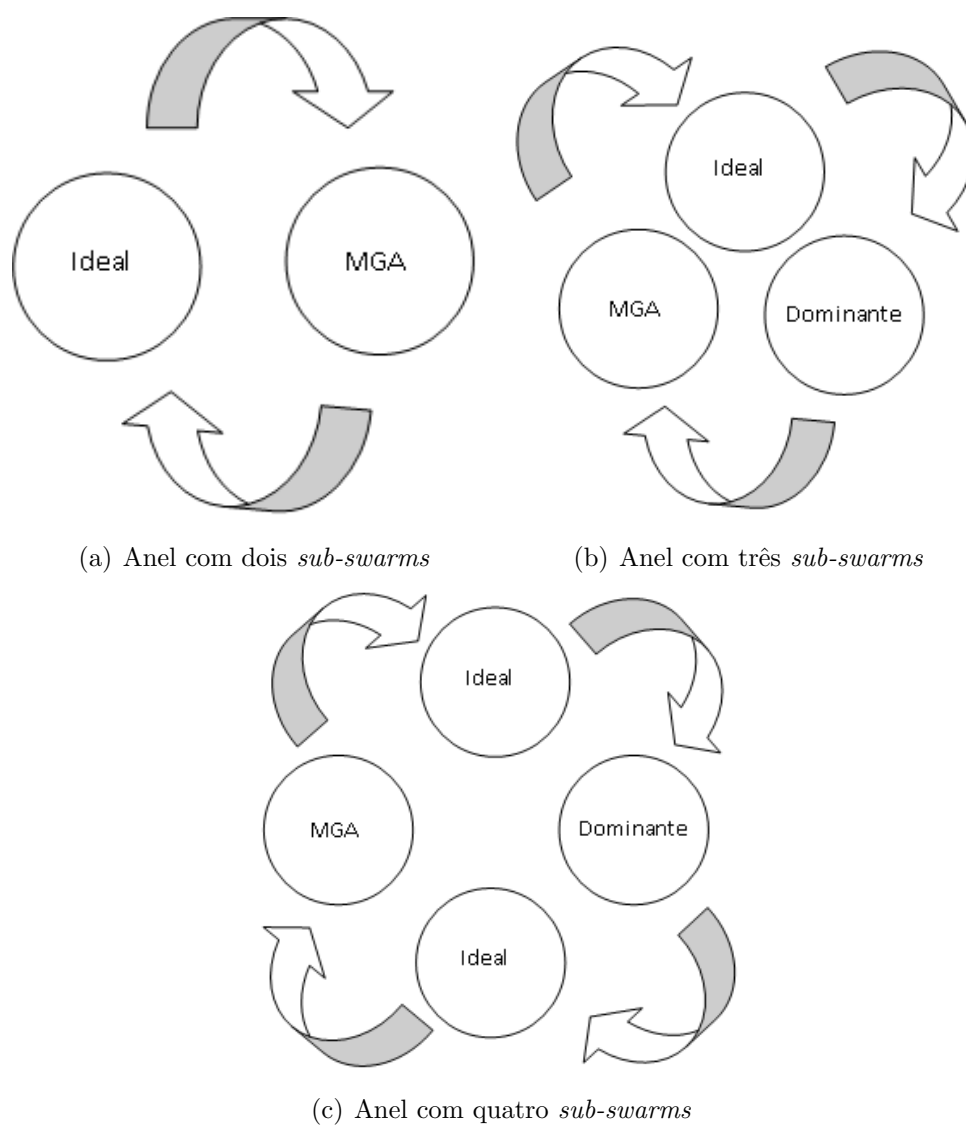 Ideal
MGA
(a) Anel com dois sub-swarms
Ideal
MGA
Dominante
(b) Anel com três sub-swarms
Ideal
MGA
Dominante
Ideal
(c) Anel com quatro sub-swarms